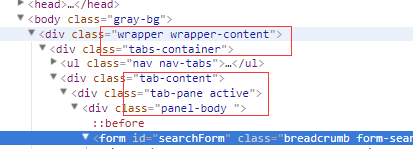 ▶ <head>…</head>
▼ <body class="gray-bg">
▼ <div class="wrapper wrapper-content">
▼ <div class="tabs-container">
▶ <ul class="nav nav-tabs">…</ul>
▼ <div class="tab-content">
▼ <div class="tab-pane active">
▼ <div class="panel-body ">
::before
▼ <form id="searchForm" class="breadcrumb form-sea